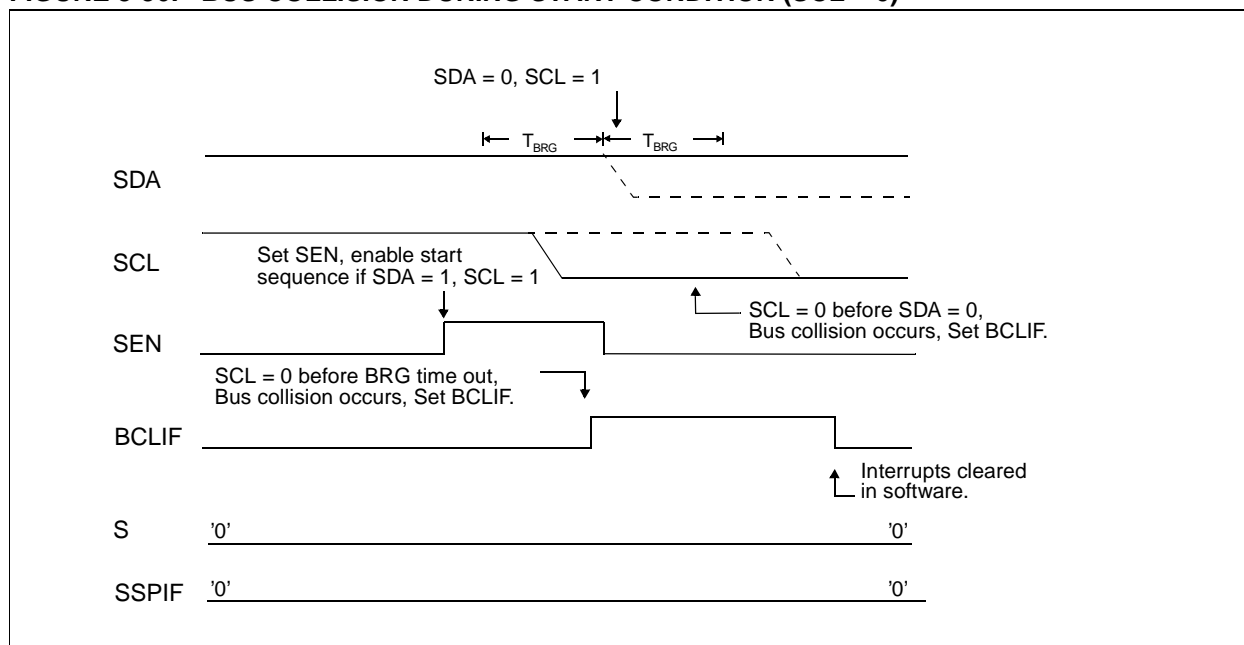 SDA = 0, SCL = 1
TBRG TBRG
SDA
SCL
Set SEN, enable start
sequence if SDA = 1, SCL = 1
SCL = 0 before SDA = 0,
Bus collision occurs, Set BCLIF.
SEN
SCL = 0 before BRG time out,
Bus collision occurs, Set BCLIF.
BCLIF
Interrupts cleared
in software.
S '0' '0'
SSPIF '0' '0'